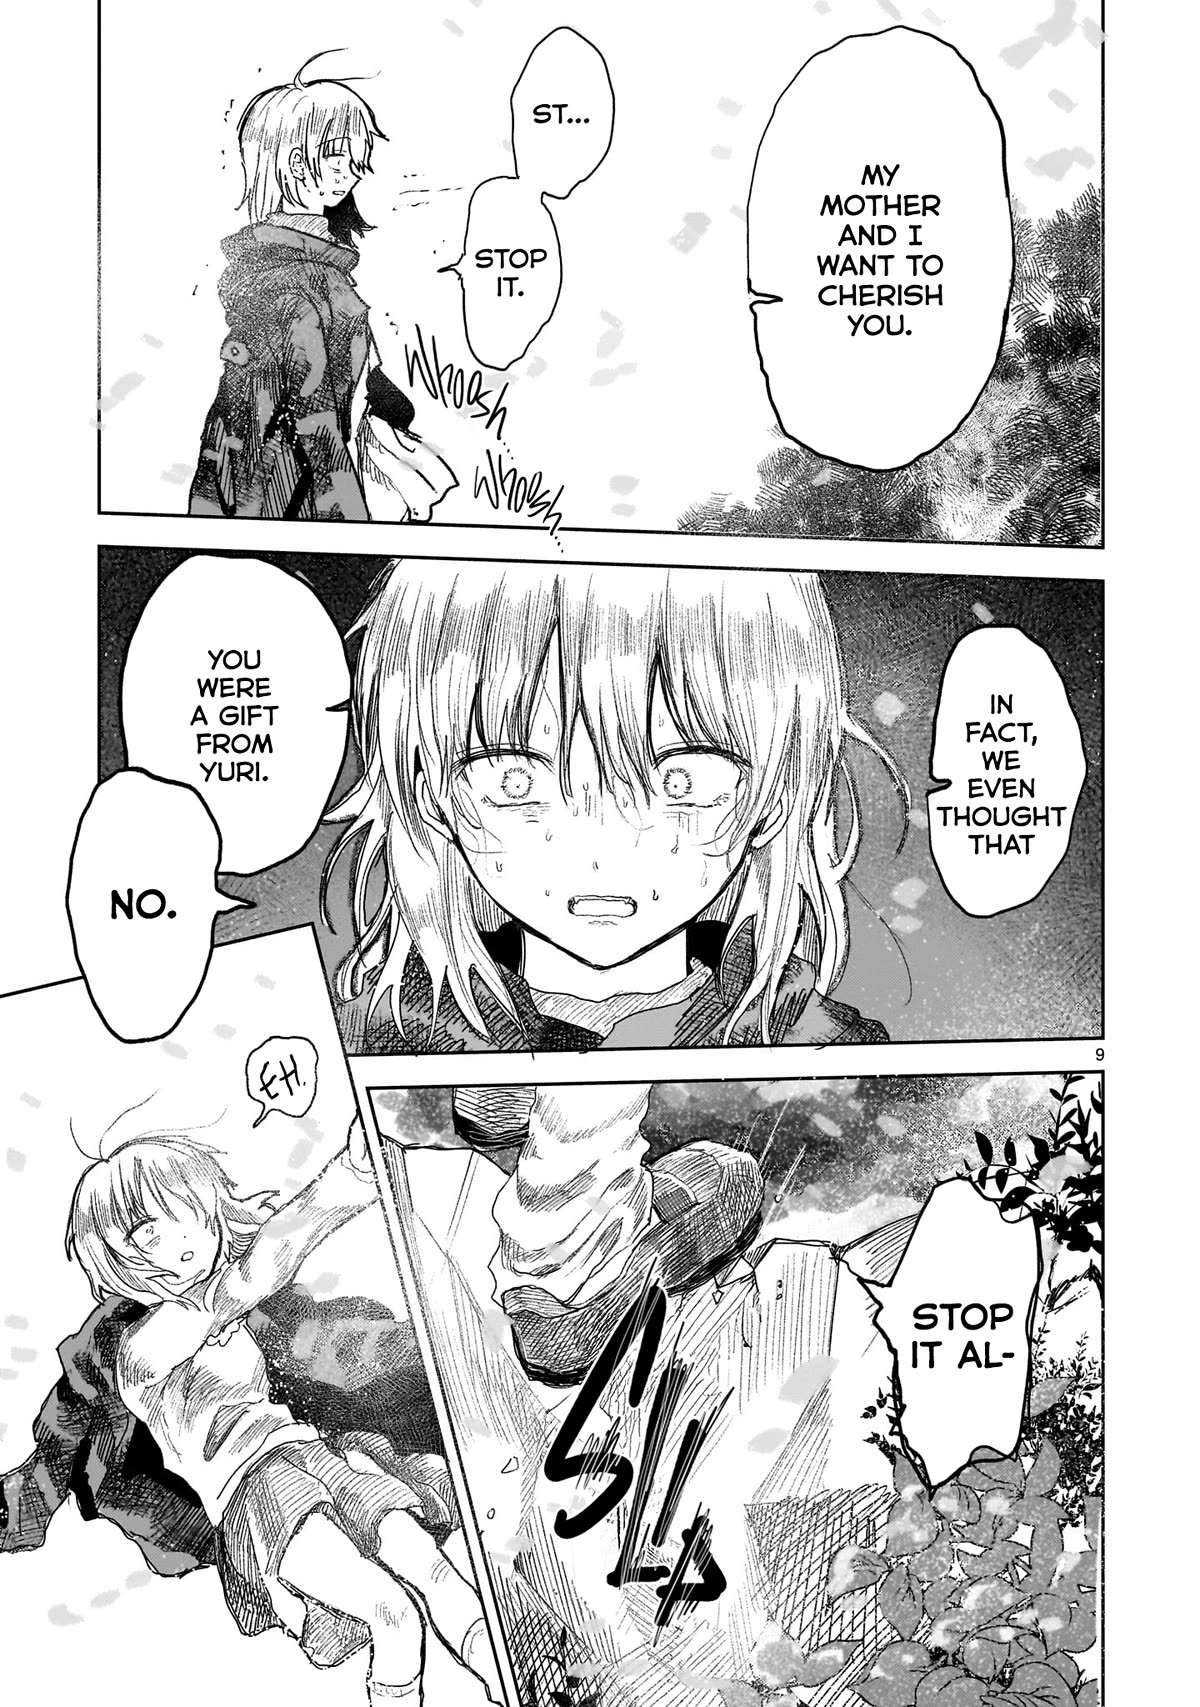 MY
MOTHER
AND I
WANT TO
CHERISH
YOU.
ST...
STOP
IT.
WHOOSH
WHOOSH
IN
FACT,
WE
EVEN
THOUGHT
THAT
YOU
WERE
A GIFT
FROM
YURI.
NO.
9
STOP
IT AL-
SLIP
EH.